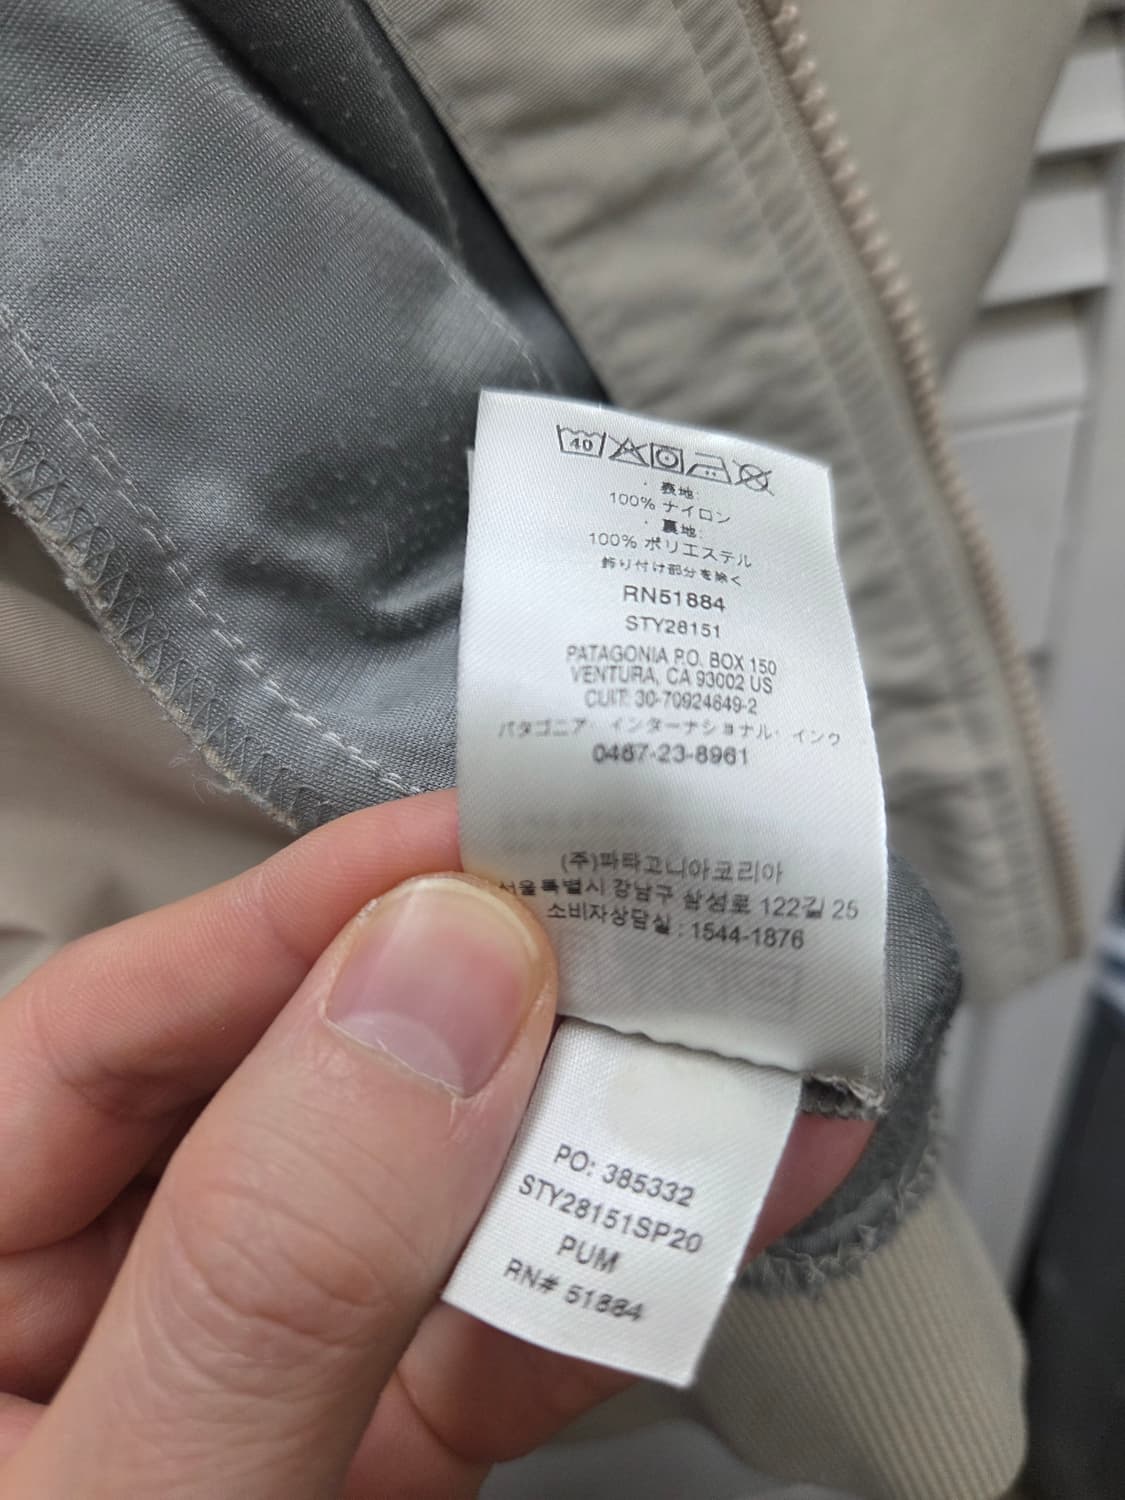 40
・表地:
100% ナイロン
・裏地:
100% ポリエステル
飾り付け部分を除く
RN51884
STY28151
PATAGONIA P.O. BOX 150
VENTURA, CA 93002 US
CUIT: 30-70924649-2
パタゴニア・インターナショナル・インク
0467-23-8961
(주)파타고니아코리아
서울특별시 강남구 삼성로 122길 25
소비자상담실 : 1544-1876
PO: 385332
STY28151SP20
PUM
RN# 51884